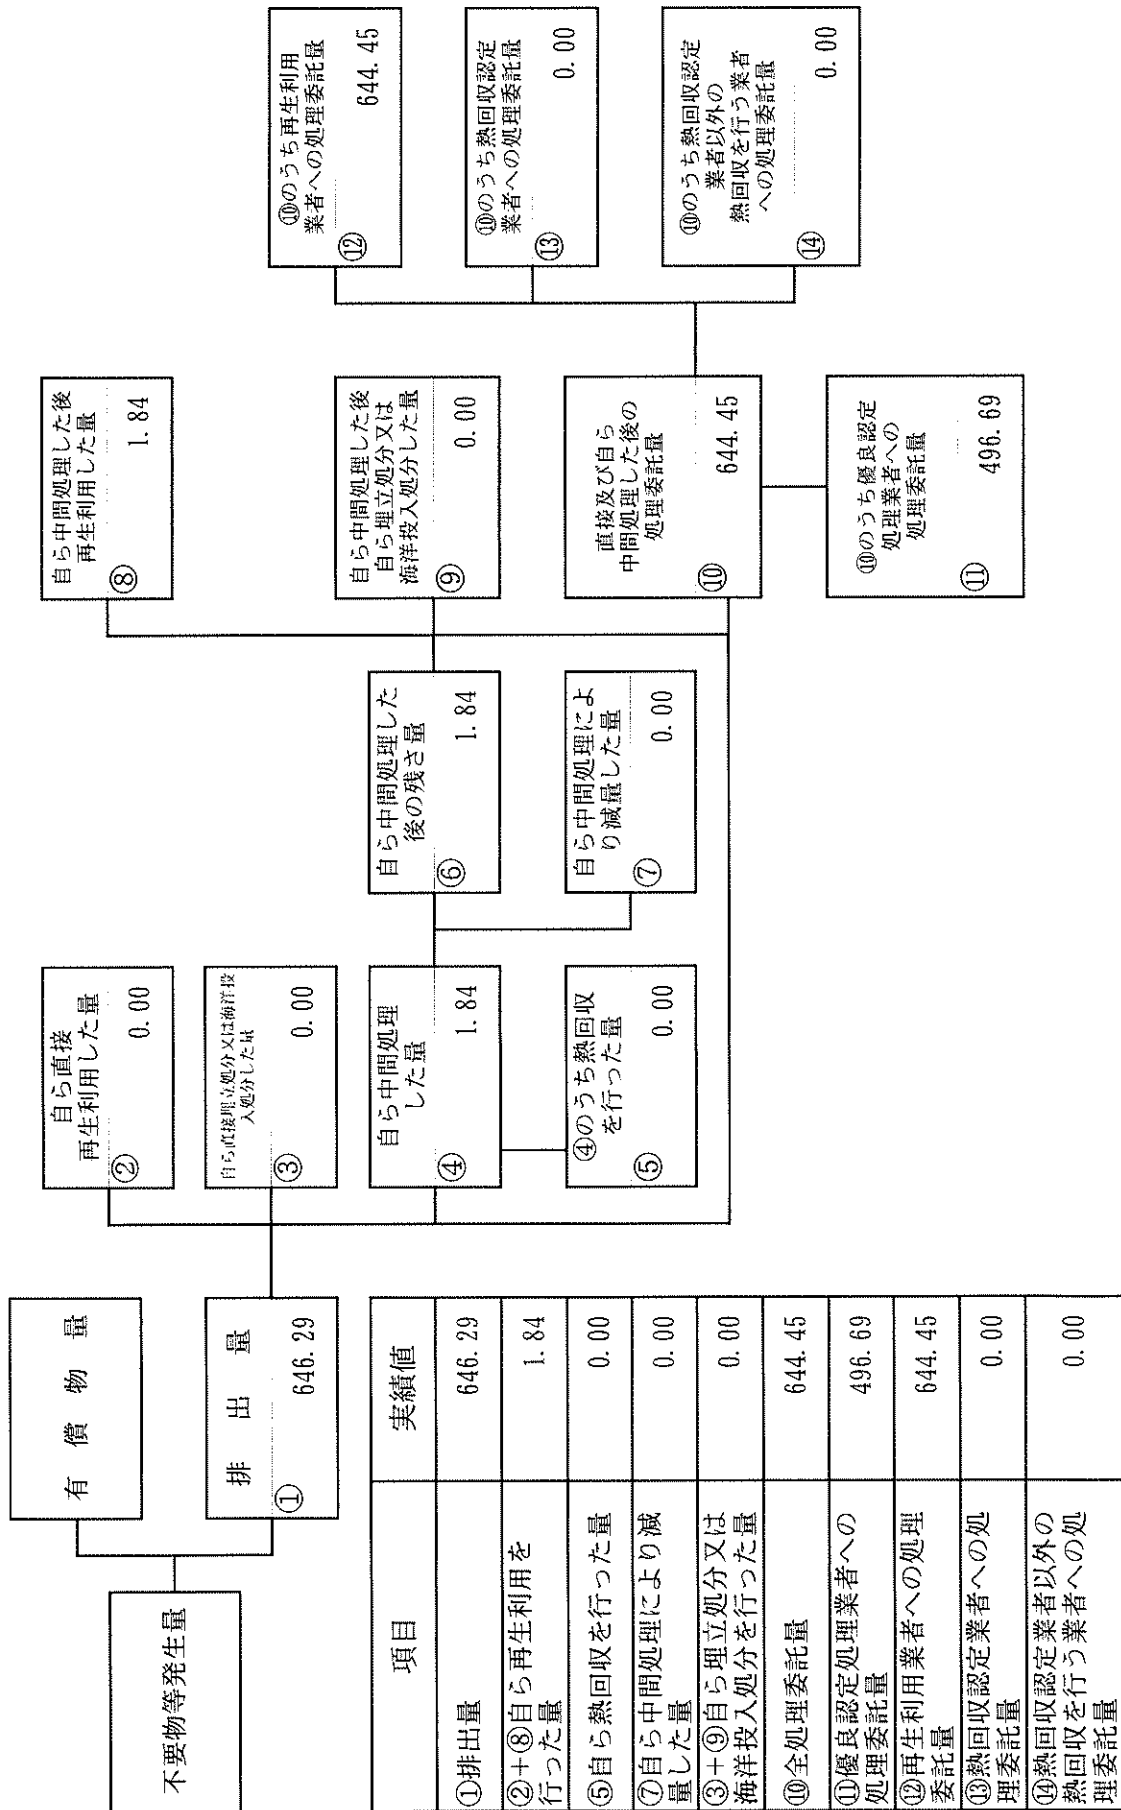 不要物等発生量
有償物量
排出量
①
646.29
自ら直接
再生利用した量
②
0.00
自ら直接埋立処分又は海洋投
入処分した量
③
0.00
自ら中間処理
した量
④
1.84
④のうち熱回収
を行った量
⑤
0.00
自ら中間処理した
後の残さ量
⑥
1.84
自ら中間処理によ
り減量した量
⑦
0.00
自ら中間処理した後
再生利用した量
⑧
1.84
自ら中間処理した後
自ら埋立処分又は
海洋投入処分した量
⑨
0.00
直接及び自ら
中間処理した後の
処理委託量
⑩
644.45
⑩のうち優良認定
処理業者への
処理委託量
⑪
496.69
⑩のうち再生利用
業者への処理委託量
⑫
644.45
⑩のうち熱回収認定
業者への処理委託量
⑬
0.00
⑩のうち熱回収認定
業者以外の
熱回収を行う業者
への処理委託量
⑭
0.00
項目 実績値
①排出量 646.29
②+⑧自ら再生利用を
行った量 1.84
⑤自ら熱回収を行った量 0.00
⑦自ら中間処理により減
量した量 0.00
③+⑨自ら埋立処分又は
海洋投入処分を行った量 0.00
⑩全処理委託量 644.45
⑪優良認定処理業者への
処理委託量 496.69
⑫再生利用業者への処理
委託量 644.45
⑬熱回収認定業者への処
理委託量 0.00
⑭熱回収認定業者以外の
熱回収を行う業者への処
理委託量 0.00